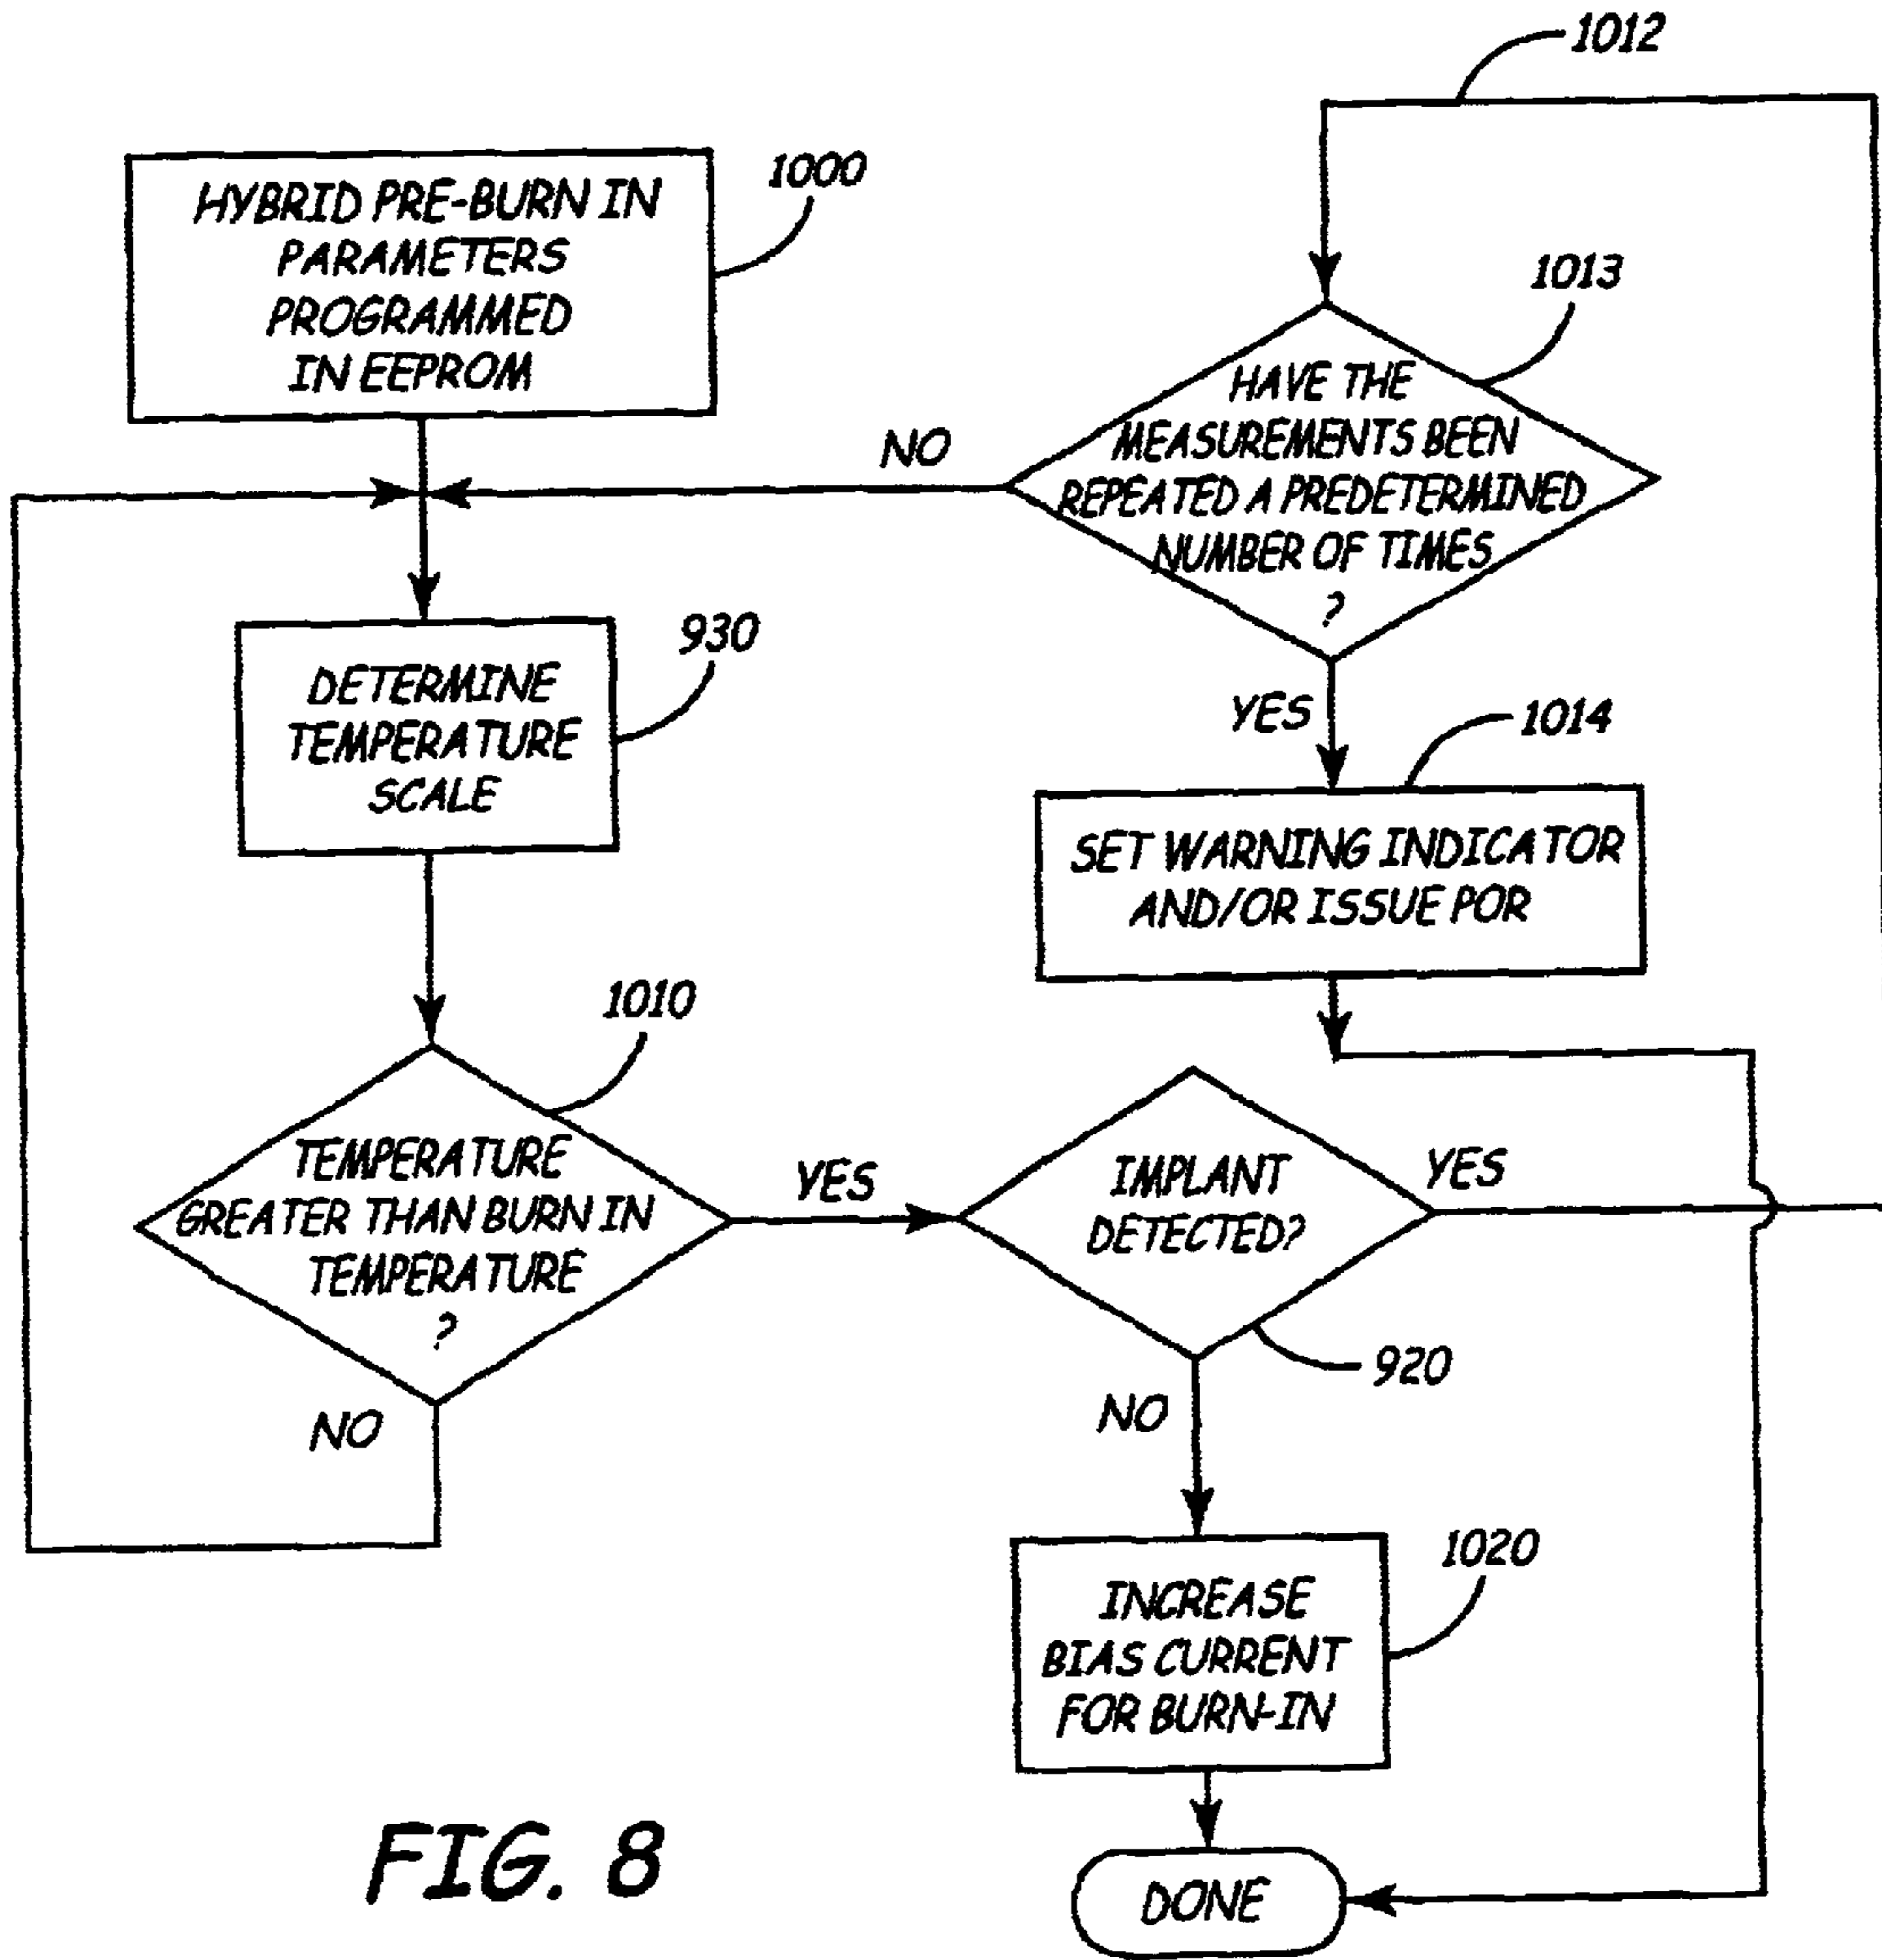 1012
HYBRID PRE-BURN IN
PARAMETERS
PROGRAMMED
IN EEPROM
1000
1013
HAVE THE
MEASUREMENTS BEEN
REPEATED A PREDETERMINED
NUMBER OF TIMES
?
NO
YES
930
DETERMINE
TEMPERATURE
SCALE
1014
SET WARNING INDICATOR
AND/OR ISSUE POR
1010
TEMPERATURE
GREATER THAN BURN IN
TEMPERATURE
?
YES
NO
IMPLANT
DETECTED?
YES
920
NO
1020
INCREASE
BIAS CURRENT
FOR BURN-IN
DONE
FIG. 8